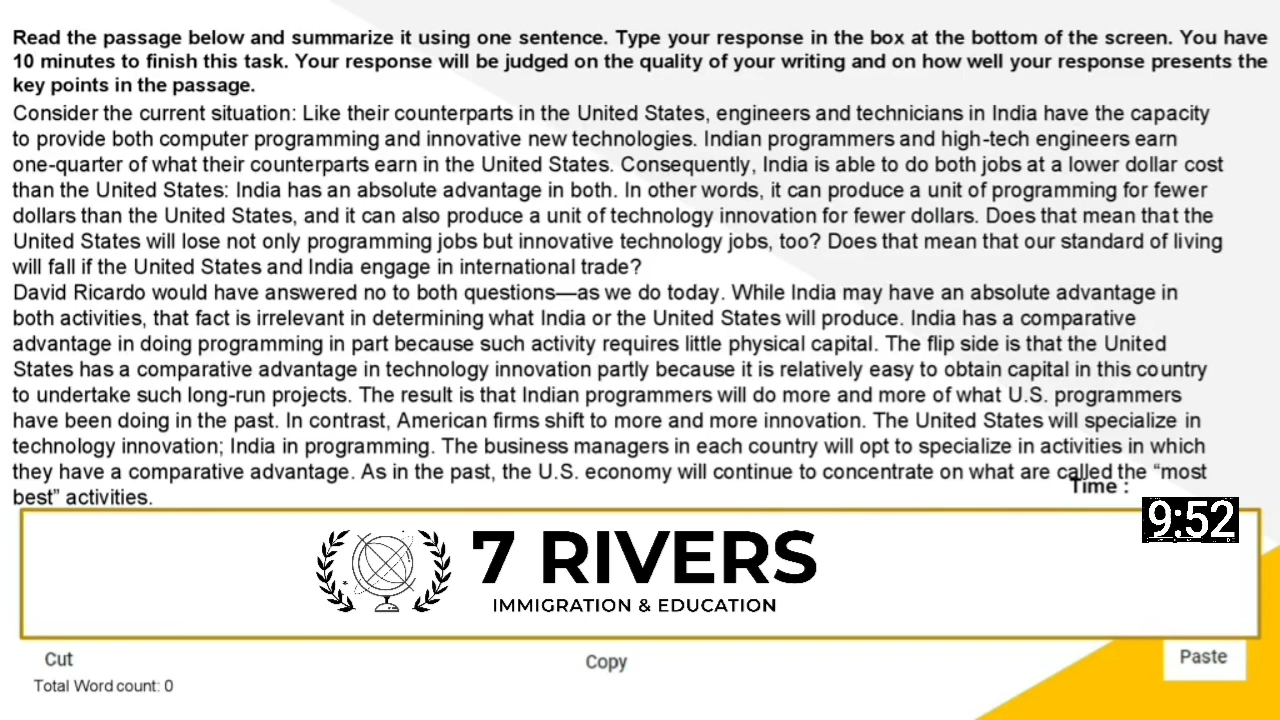 Read the passage below and summarize it using one sentence. Type your response in the box at the bottom of the screen. You have
10 minutes to finish this task. Your response will be judged on the quality of your writing and on how well your response presents the
key points in the passage.
Consider the current situation: Like their counterparts in the United States, engineers and technicians in India have the capacity
to provide both computer programming and innovative new technologies. Indian programmers and high-tech engineers earn
one-quarter of what their counterparts earn in the United States. Consequently, India is able to do both jobs at a lower dollar cost
than the United States: India has an absolute advantage in both. In other words, it can produce a unit of programming for fewer
dollars than the United States, and it can also produce a unit of technology innovation for fewer dollars. Does that mean that the
United States will lose not only programming jobs but innovative technology jobs, too? Does that mean that our standard of living
will fall if the United States and India engage in international trade?
David Ricardo would have answered no to both questions—as we do today. While India may have an absolute advantage in
both activities, that fact is irrelevant in determining what India or the United States will produce. India has a comparative
advantage in doing programming in part because such activity requires little physical capital. The flip side is that the United
States has a comparative advantage in technology innovation partly because it is relatively easy to obtain capital in this country
to undertake such long-run projects. The result is that Indian programmers will do more and more of what U.S. programmers
have been doing in the past. In contrast, American firms shift to more and more innovation. The United States will specialize in
technology innovation; India in programming. The business managers in each country will opt to specialize in activities in which
they have a comparative advantage. As in the past, the U.S. economy will continue to concentrate on what are called the “most
best” activities.
Time :
9:52
7 RIVERS
IMMIGRATION & EDUCATION
Cut
Copy
Paste
Total Word count: 0